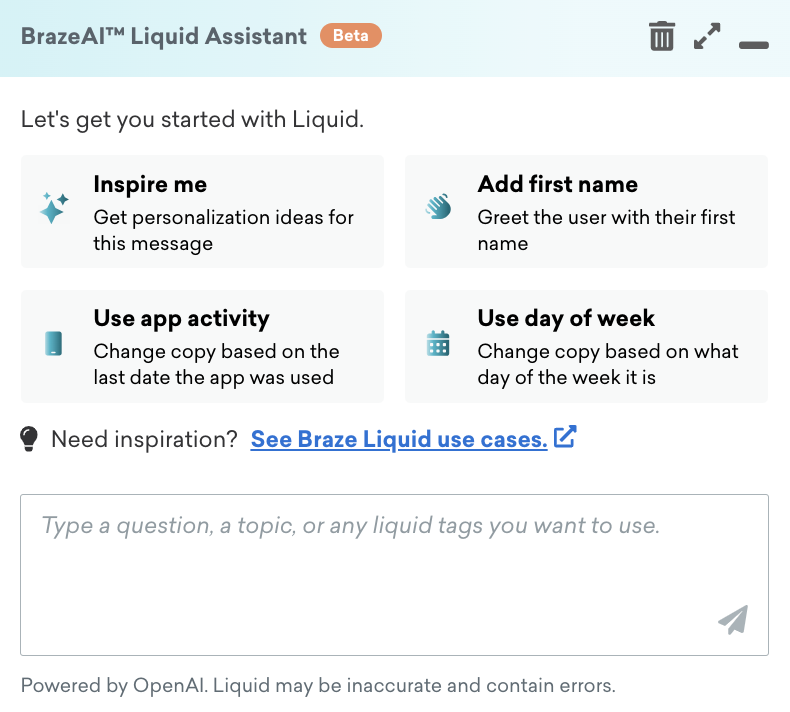 BrazeAI™ Liquid Assistant Beta
Let's get you started with Liquid.
Inspire me
Get personalization ideas for
this message
Add first name
Greet the user with their first
name
Use app activity
Change copy based on the
last date the app was used
Use day of week
Change copy based on what
day of the week it is
Need inspiration? See Braze Liquid use cases.
Type a question, a topic, or any liquid tags you want to use.
Powered by OpenAI. Liquid may be inaccurate and contain errors.